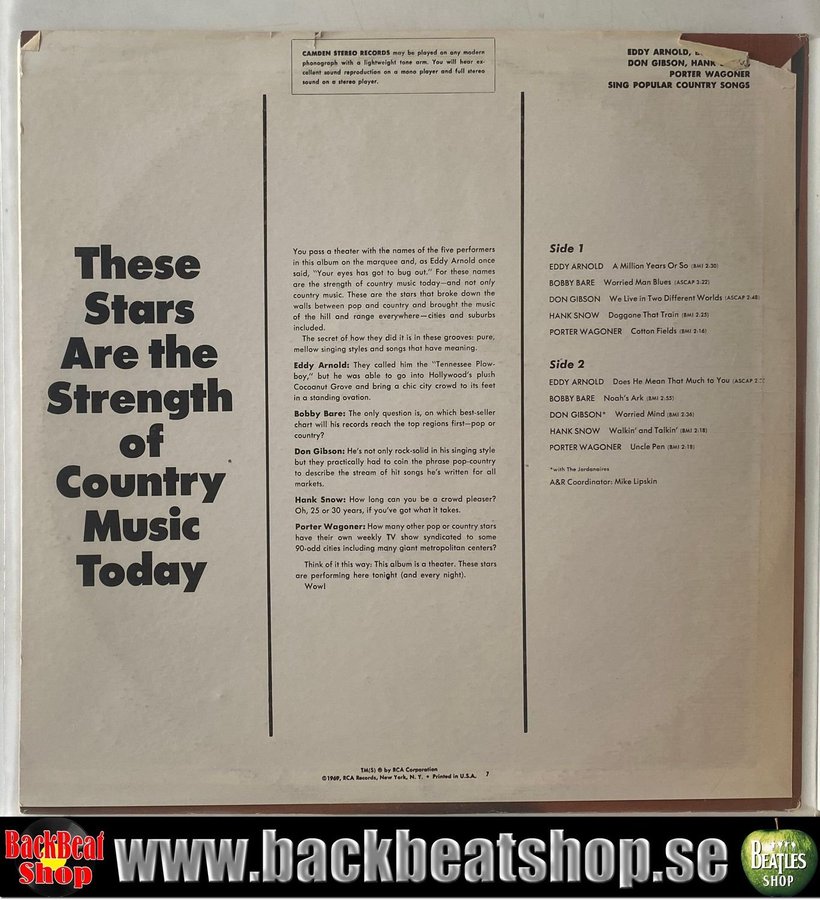 CAMDEN STEREO RECORDS may be played on any modern
phonograph with a lightweight tone arm. You will hear ex-
cellent sound reproduction on a mono player and full stereo
sound on a stereo player.
EDDY ARNOLD,
DON GIBSON, HANK
PORTER WAGONER
SING POPULAR COUNTRY SONGS
These
Stars
Are the
Strength
of
Country
Music
Today
You pass a theater with the names of the five performers
in this album on the marquee and, as Eddy Arnold once
said, "Your eyes has got to bug out." For these names
are the strength of country music today—and not only
country music. These are the stars that broke down the
walls between pop and country and brought the music
of the hill and range everywhere—cities and suburbs
included.
The secret of how they did it is in these grooves: pure,
mellow singing styles and songs that have meaning.
Eddy Arnold: They called him the "Tennessee Plow-
boy," but he was able to go into Hollywood's plush
Cocoanut Grove and bring a chic city crowd to its feet
in a standing ovation.
Bobby Bare: The only question is, on which best-seller
chart will his records reach the top regions first—pop or
country?
Don Gibson: He's not only rock-solid in his singing style
but they practically had to coin the phrase pop-country
to describe the stream of hit songs he's written for all
markets.
Hank Snow: How long can you be a crowd pleaser?
Oh, 25 or 30 years, if you've got what it takes.
Porter Wagoner: How many other pop or country stars
have their own weekly TV show syndicated to some
90-odd cities including many giant metropolitan centers?
Think of it this way: This album is a theater. These stars
are performing here tonight (and every night).
Wow!
Side 1
EDDY ARNOLD A Million Years Or So (BMI 2:30)
BOBBY BARE Worried Man Blues (ASCAP 3:22)
DON GIBSON We Live in Two Different Worlds (ASCAP 2:48)
HANK SNOW Doggone That Train (BMI 2:25)
PORTER WAGONER Cotton Fields (BMI 2:16)
Side 2
EDDY ARNOLD Does He Mean That Much to You (ASCAP
BOBBY BARE Noah's Ark (BMI 2:55)
DON GIBSON* Worried Mind (BMI 2:36)
HANK SNOW Walkin' and Talkin' (BMI 2:18)
PORTER WAGONER Uncle Pen (BMI 2:18)
*with The Jordanaires
A&R Coordinator: Mike Lipskin
TM(S) ® by RCA Corporation
©1969, RCA Records, New York, N. Y. • Printed in U.S.A. 7
BackBeat
Shop
www.backbeatshop.se
BEATLES
SHOP